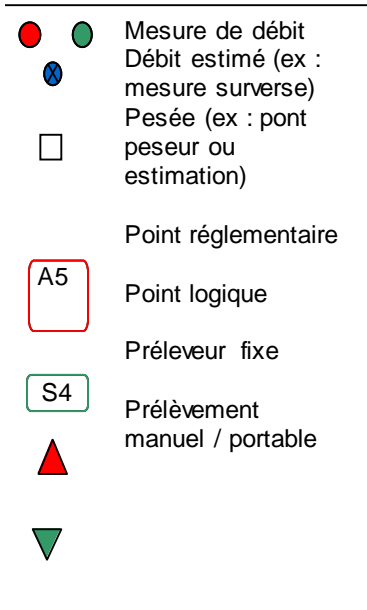 Mesure de débit
Débit estimé (ex :
mesure surverse)
Pesée (ex : pont
peseur ou
estimation)
Point réglementaire
A5
Point logique
Préleveur fixe
S4
Prélèvement
manuel / portable